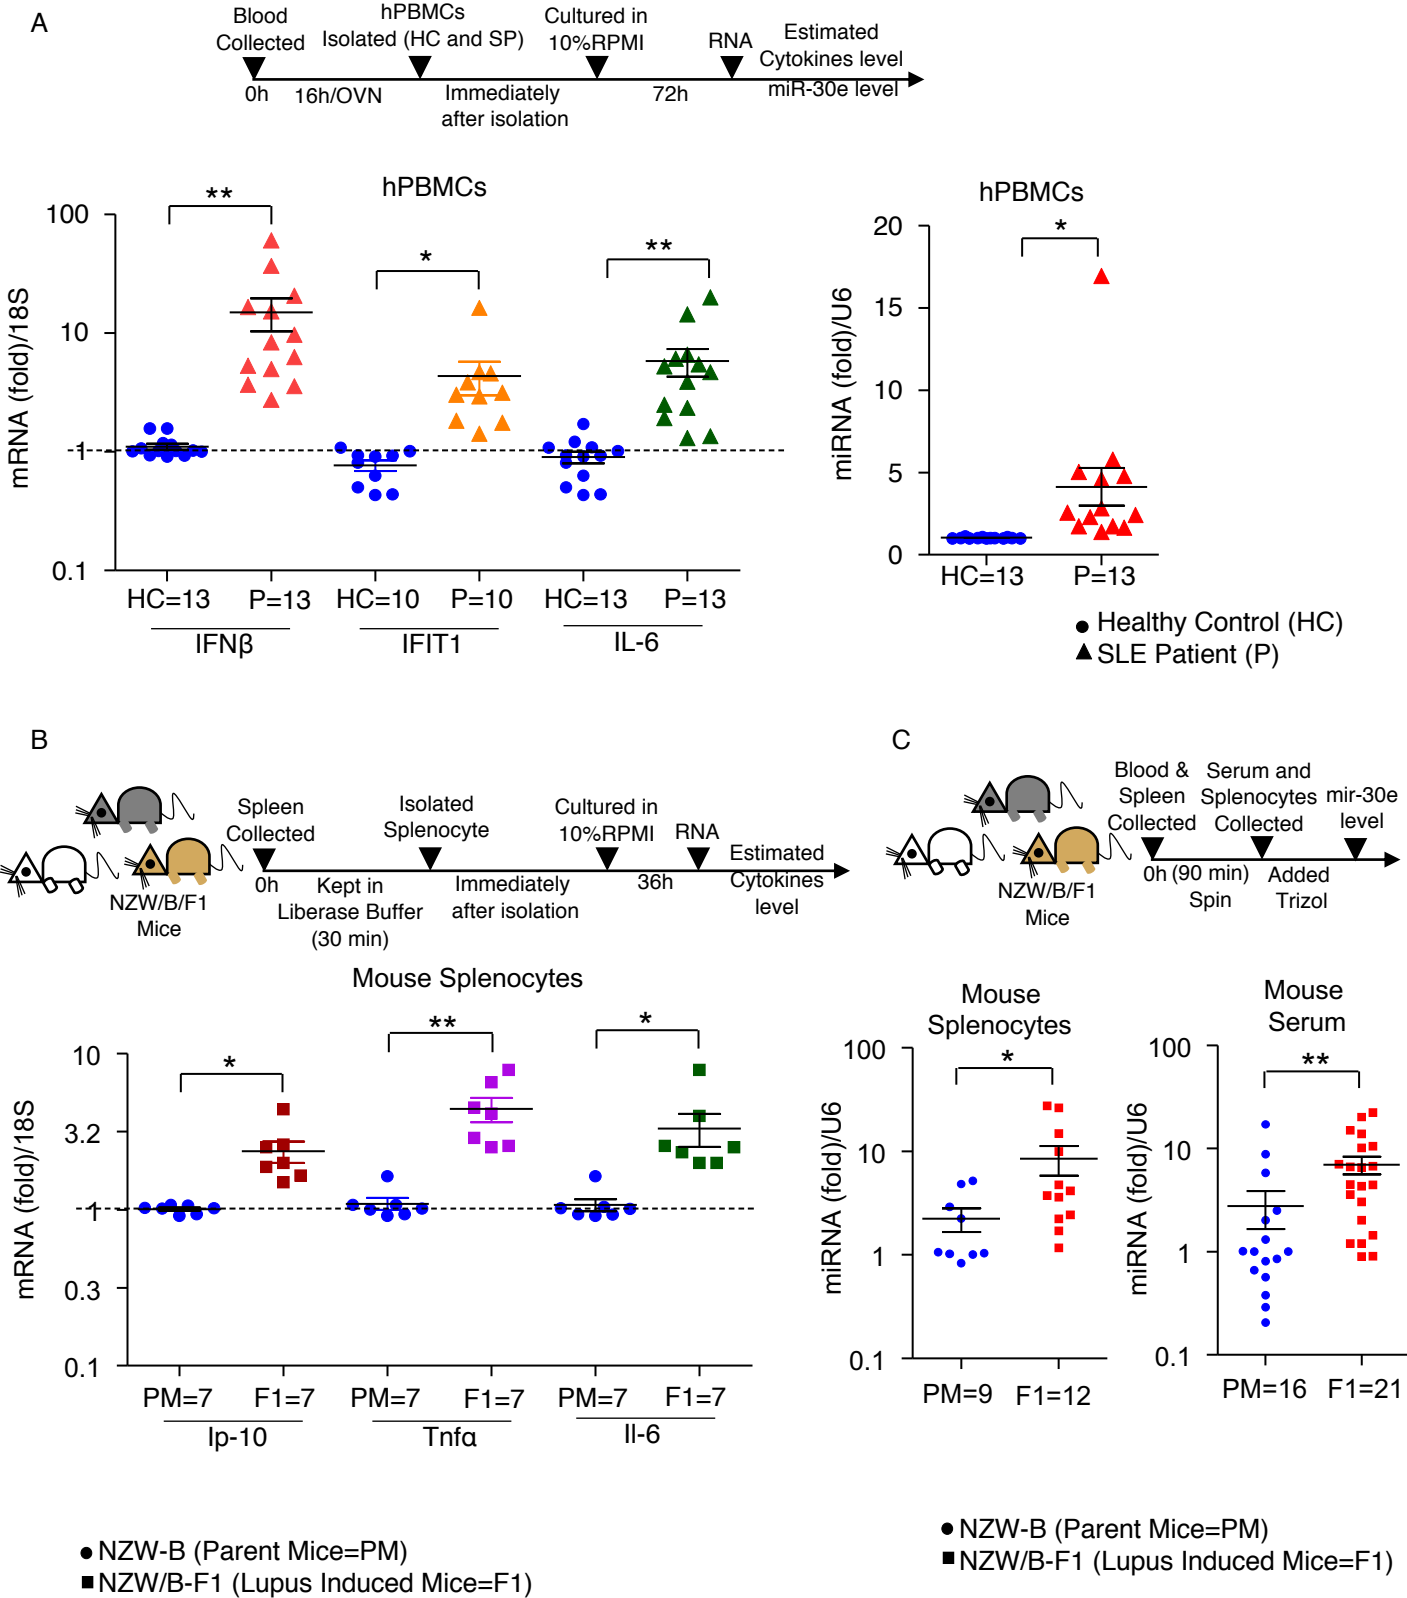 A
Blood
Collected
hPBMCs
Isolated (HC and SP)
Cultured in
10%RPMI
RNA
Estimated
Cytokines level
miR-30e level
0h
16h/OVN
Immediately
after isolation
72h
hPBMCs
**
*
**
mRNA (fold)/18S
100
10
1
0.1
HC=13
P=13
HC=10
P=10
HC=13
P=13
IFNβ
IFIT1
IL-6
hPBMCs
*
miRNA (fold)/U6
20
15
10
5
0
HC=13
P=13
Healthy Control (HC)
SLE Patient (P)
B
NZW/B/F1
Mice
Spleen
Collected
Isolated
Splenocyte
Cultured in
10%RPMI
RNA
Estimated
Cytokines
level
0h
Kept in
Liberase Buffer
(30 min)
Immediately
after isolation
36h
Mouse Splenocytes
*
**
*
mRNA (fold)/18S
10
3.2
1
0.3
0.1
PM=7
F1=7
PM=7
F1=7
PM=7
F1=7
Ip-10
Tnfα
Il-6
NZW-B (Parent Mice=PM)
NZW/B-F1 (Lupus Induced Mice=F1)
C
NZW/B/F1
Mice
Blood &
Spleen
Collected
Serum and
Splenocytes
Collected
mir-30e
level
0h (90 min)
Spin
Added
Trizol
Mouse
Splenocytes
*
miRNA (fold)/U6
100
10
1
0.1
PM=9
F1=12
Mouse
Serum
**
miRNA (fold)/U6
100
10
1
0.1
PM=16
F1=21
NZW-B (Parent Mice=PM)
NZW/B-F1 (Lupus Induced Mice=F1)